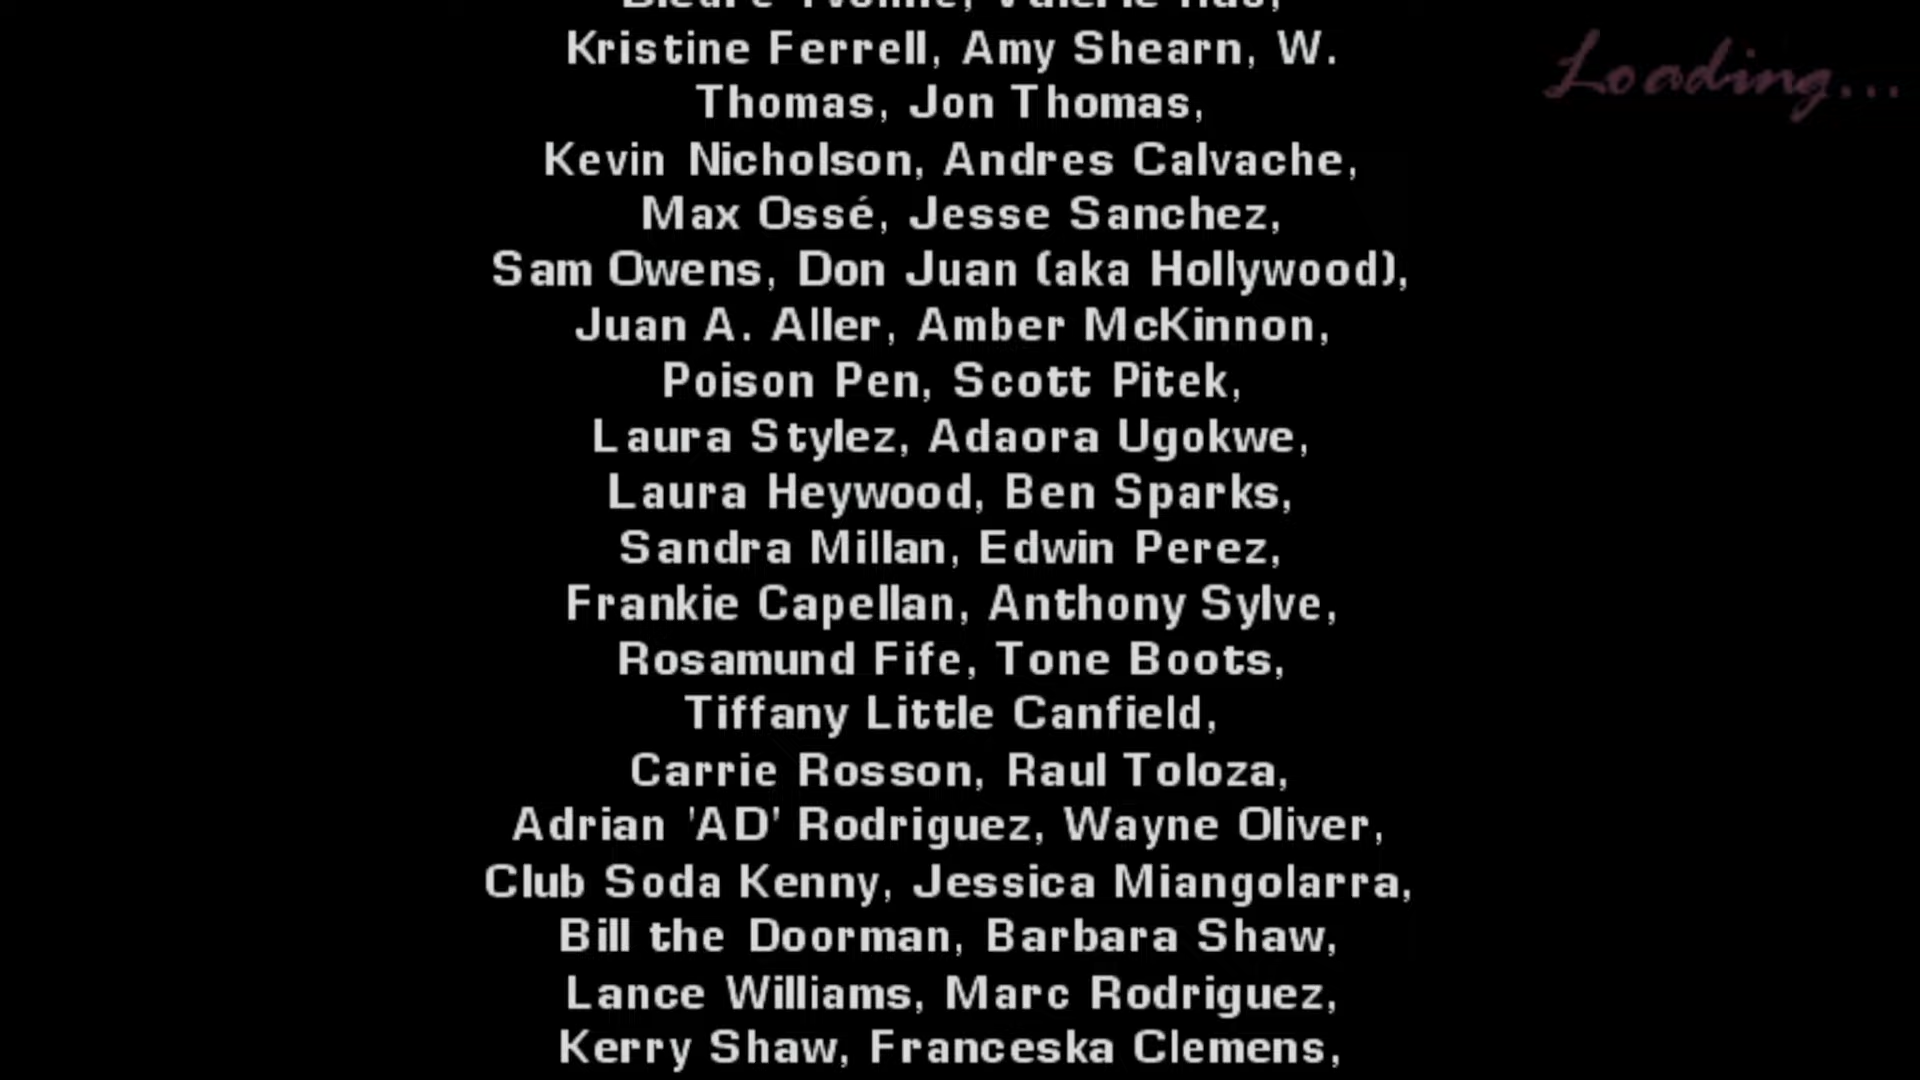 Kristine Ferrell, Amy Shearn, W.
Loading...
Thomas, Jon Thomas,
Kevin Nicholson, Andres Calvache,
Max Ossé, Jesse Sanchez,
Sam Owens, Don Juan (aka Hollywood),
Juan A. Aller, Amber McKinnon,
Poison Pen, Scott Pitek,
Laura Stylez, Adaora Ugokwe,
Laura Heywood, Ben Sparks,
Sandra Millan, Edwin Perez,
Frankie Capellan, Anthony Sylve,
Rosamund Fife, Tone Boots,
Tiffany Little Canfield,
Carrie Rosson, Raul Toloza,
Adrian 'AD' Rodriguez, Wayne Oliver,
Club Soda Kenny, Jessica Miangolarra,
Bill the Doorman, Barbara Shaw,
Lance Williams, Marc Rodriguez,
Kerry Shaw, Franceska Clemens,